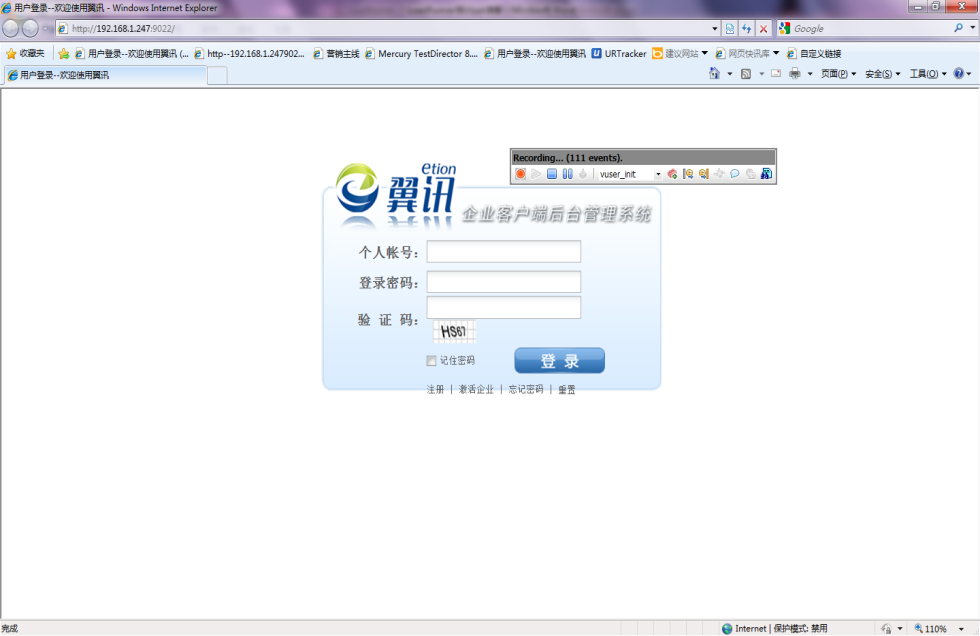 用户登录--欢迎使用翼讯 - Windows Internet Explorer
http://192.168.1.247:9022/
Google
收藏夹 用户登录--欢迎使用翼讯 (... http--192.168.1.247902... 营销主线 Mercury TestDirector 8.... 用户登录--欢迎使用翼讯 URTracker 建议网站 网页快讯库 自定义链接
用户登录--欢迎使用翼讯 页面(P) 安全(S) 工具(O)
Recording... (111 events).
vuser_init
etion
翼讯 企业客户端后台管理系统
个人帐号：
登录密码：
验 证 码：
HS67
记住密码 登 录
注册 | 激活企业 | 忘记密码 | 重置
完成 Internet | 保护模式: 禁用 110%